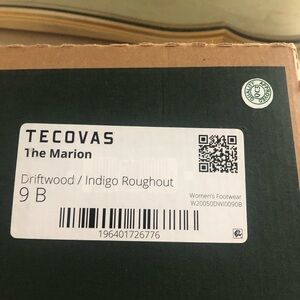 TECOVAS
The Marion
Driftwood / Indigo Roughout
9 B
Women's Footwear
W20050DWI0090B
196401726776